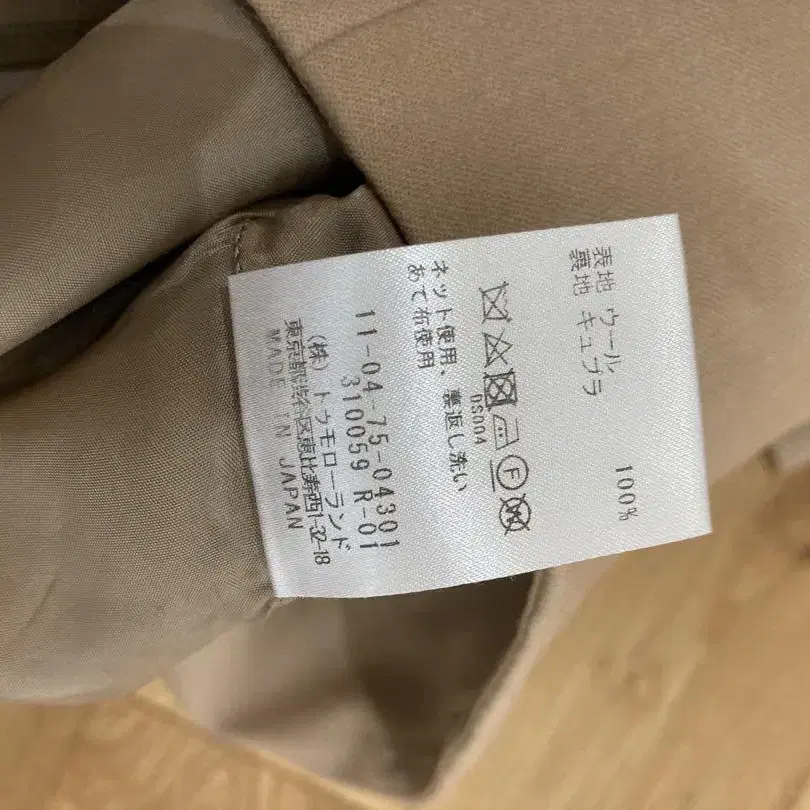 表地 ウール 100%
裏地 キュプラ
DS004
F
W
ネット使用、裏返し洗い
あて布使用
11-04-75-04301
310059 R-01
(株) トゥモローランド
東京都渋谷区恵比寿西1-32-18
MADE IN JAPAN